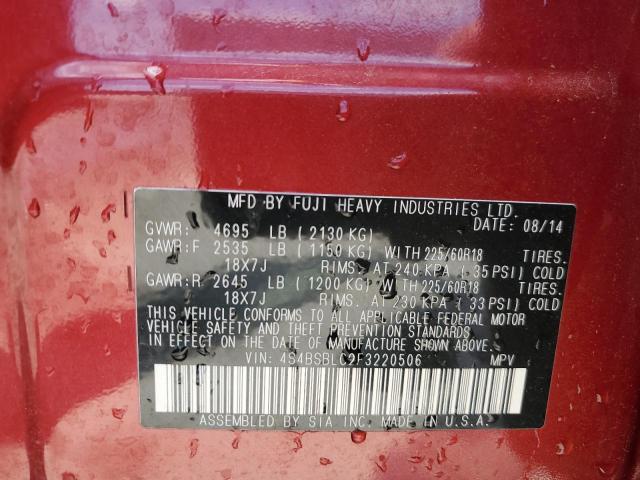 MFD BY FUJI HEAVY INDUSTRIES LTD.
GVWR: 4695 LB (2130 KG) DATE: 08/14
GAWR:F 2535 LB (1150 KG) WITH 225/60R18 TIRES.
18X7J RIMS. AT 240 KPA (35 PSI) COLD
GAWR:R 2645 LB (1200 KG) WITH 225/60R18 TIRES.
18X7J RIMS. AT 230 KPA (33 PSI) COLD
THIS VEHICLE CONFORMS TO ALL APPLICABLE FEDERAL MOTOR
VEHICLE SAFETY AND THEFT PREVENTION STANDARDS
IN EFFECT ON THE DATE OF MANUFACTURE SHOWN ABOVE.
VIN: 4S4BSBLC9F3220506 MPV
ASSEMBLED BY SIA INC. MADE IN U.S.A.